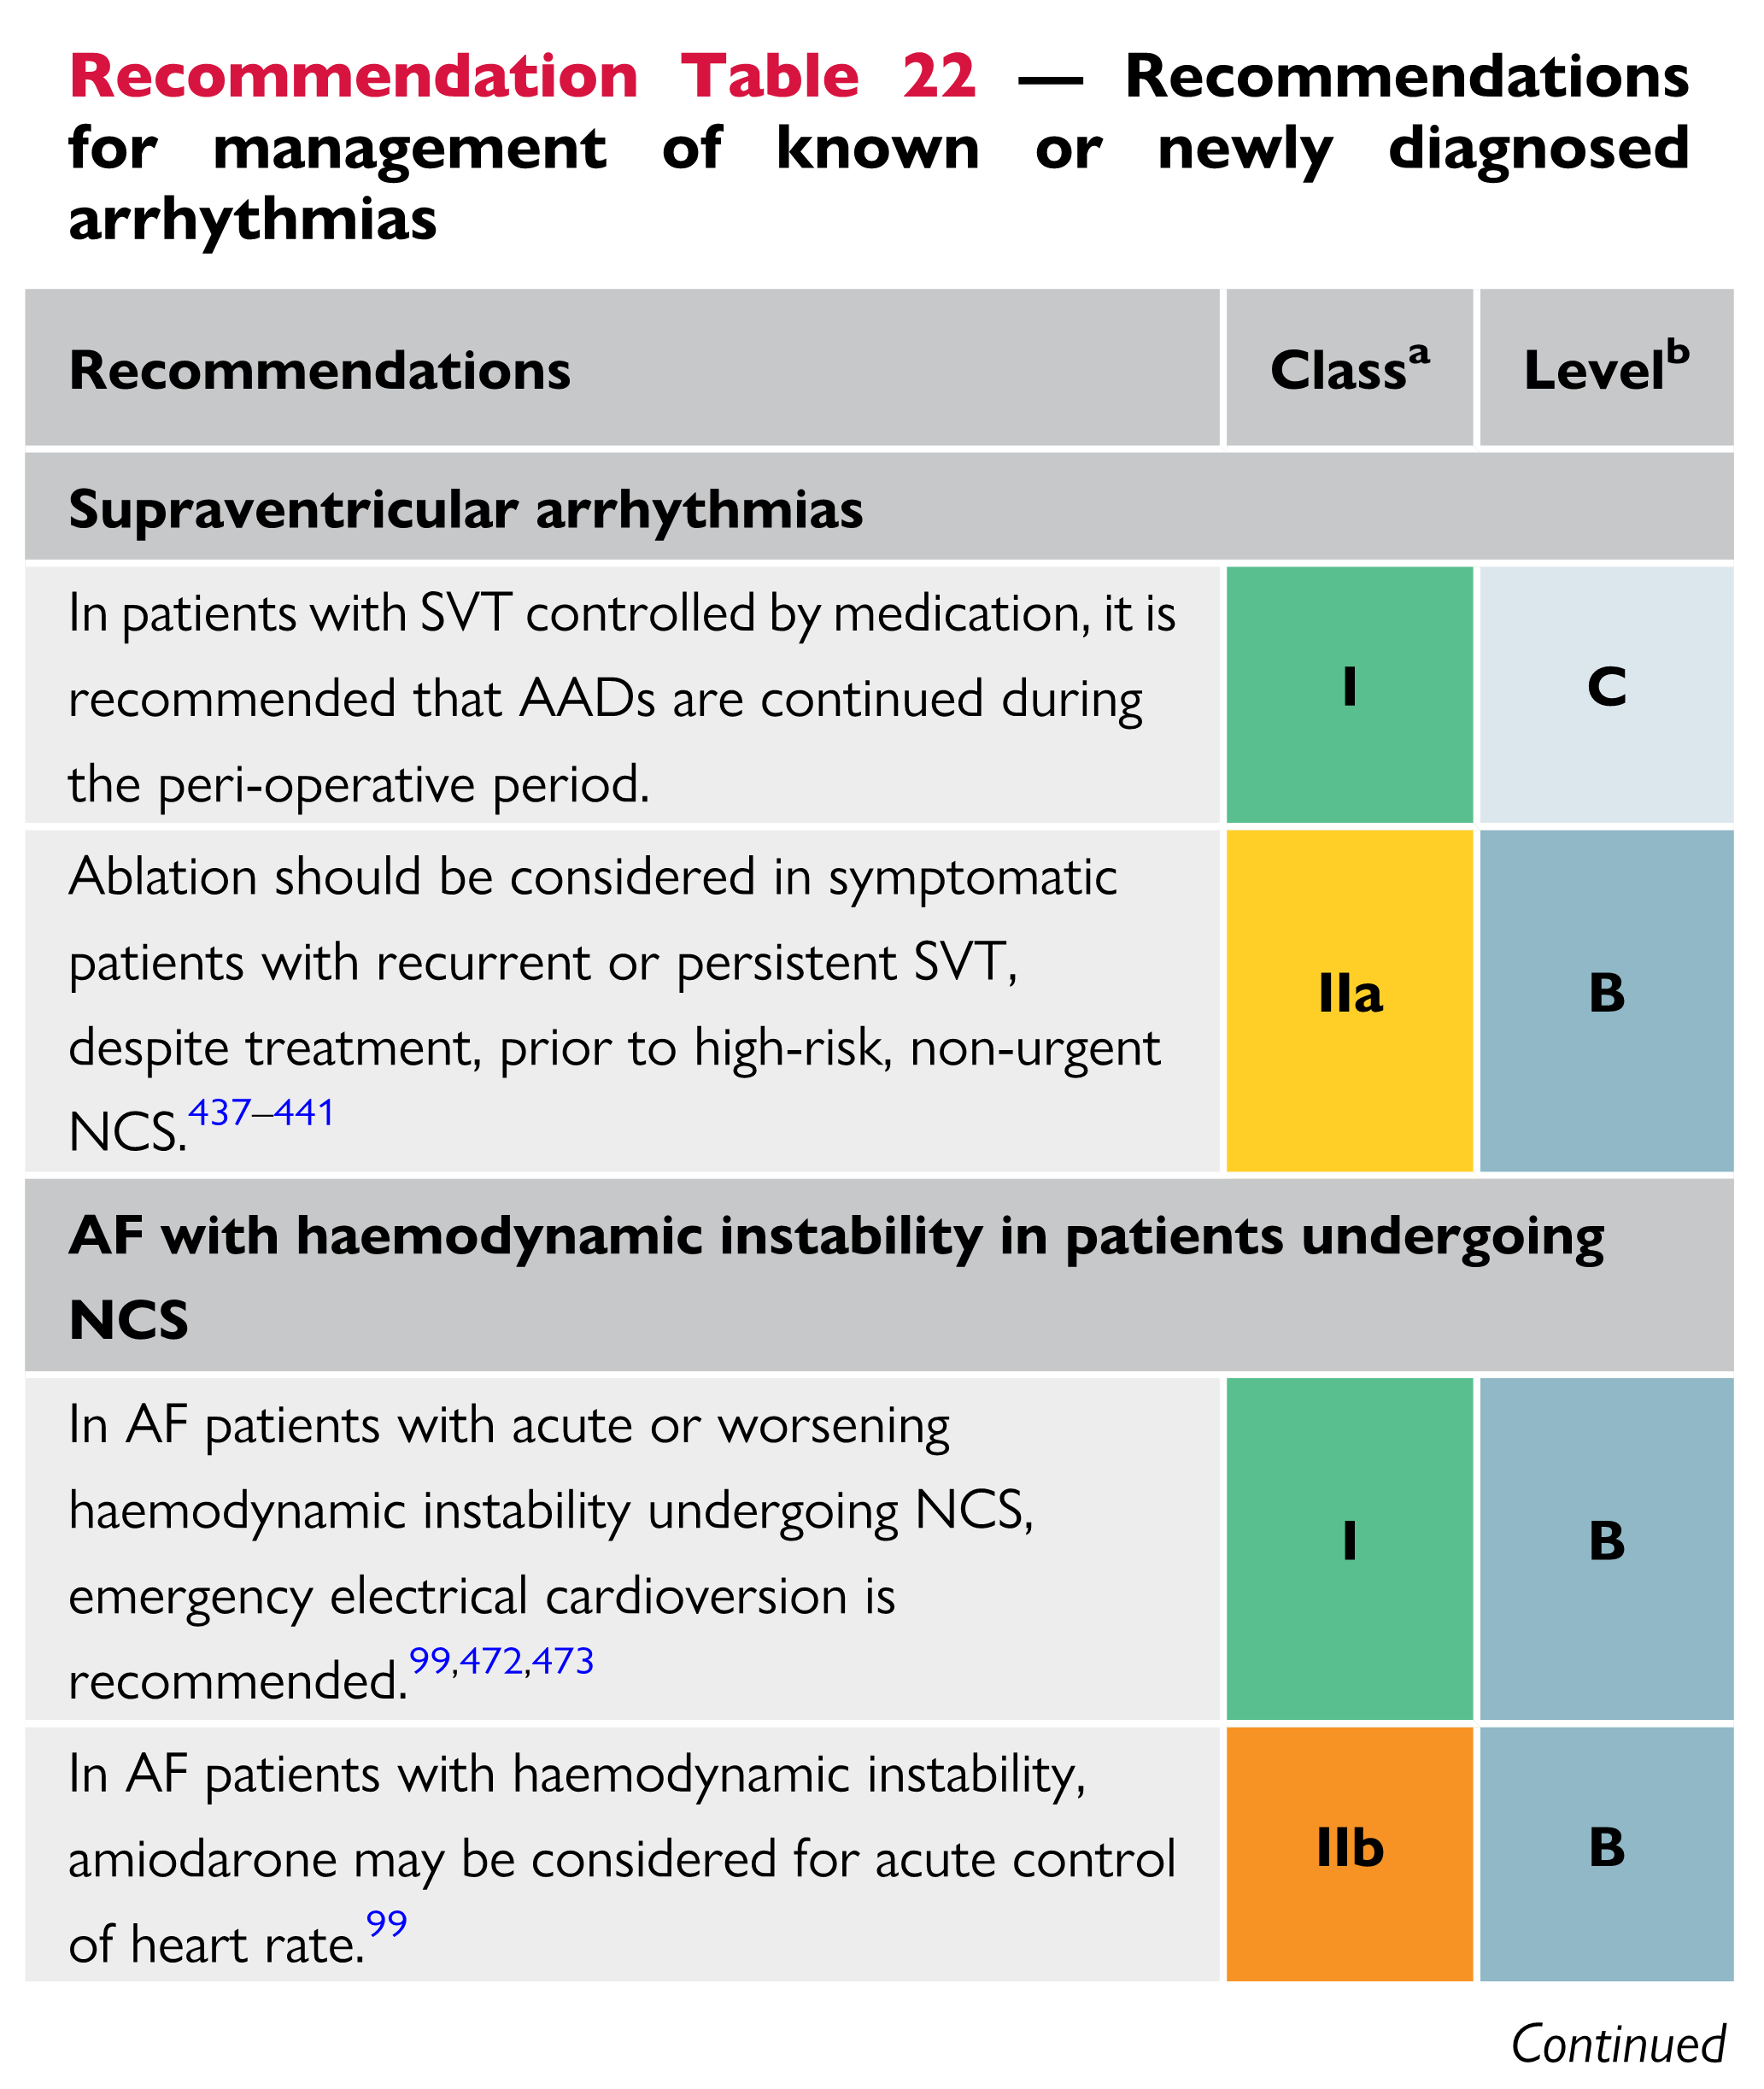 Recommendation Table 22 — Recommendations
for management of known or newly diagnosed
arrhythmias
Recommendations Classᵃ Levelᵇ
Supraventricular arrhythmias
In patients with SVT controlled by medication, it is
recommended that AADs are continued during
the peri-operative period.
I C
Ablation should be considered in symptomatic
patients with recurrent or persistent SVT,
despite treatment, prior to high-risk, non-urgent
NCS.437–441
IIa B
AF with haemodynamic instability in patients undergoing
NCS
In AF patients with acute or worsening
haemodynamic instability undergoing NCS,
emergency electrical cardioversion is
recommended.99,472,473
I B
In AF patients with haemodynamic instability,
amiodarone may be considered for acute control
of heart rate.99
IIb B
Continued